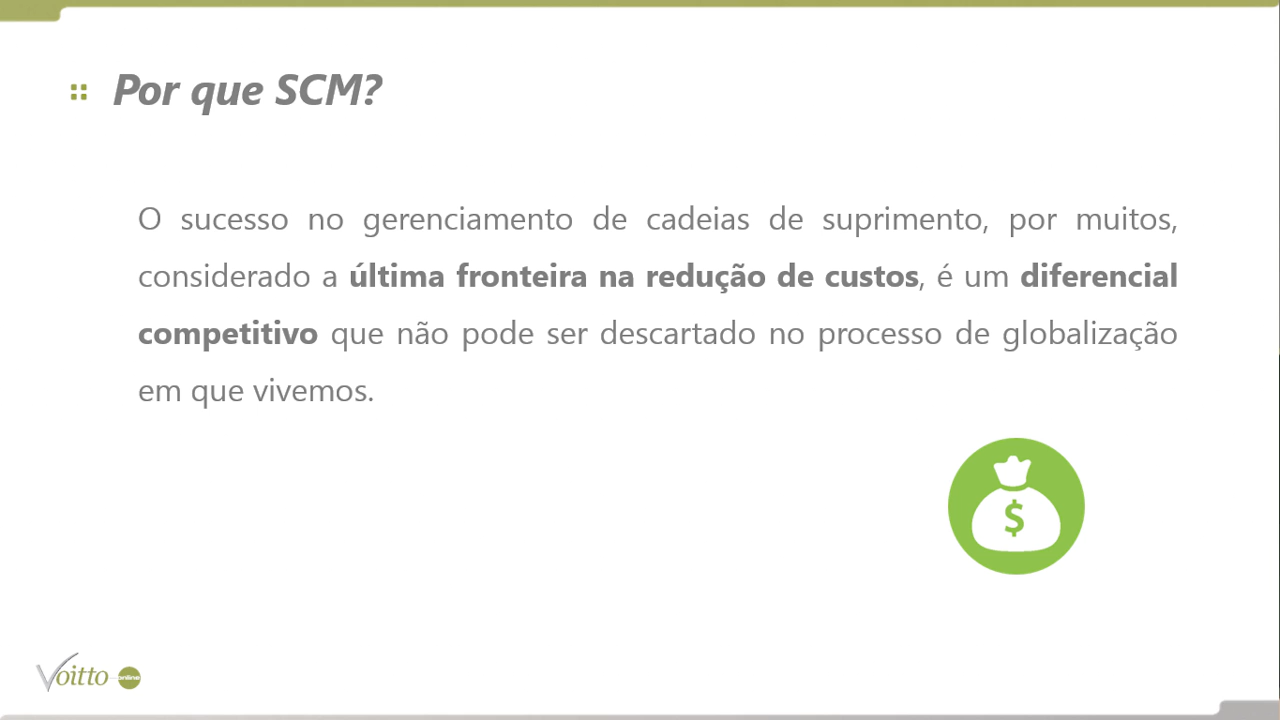 Por que SCM?
O sucesso no gerenciamento de cadeias de suprimento, por muitos,
considerado a última fronteira na redução de custos, é um diferencial
competitivo que não pode ser descartado no processo de globalização
em que vivemos.
$
Voitto online